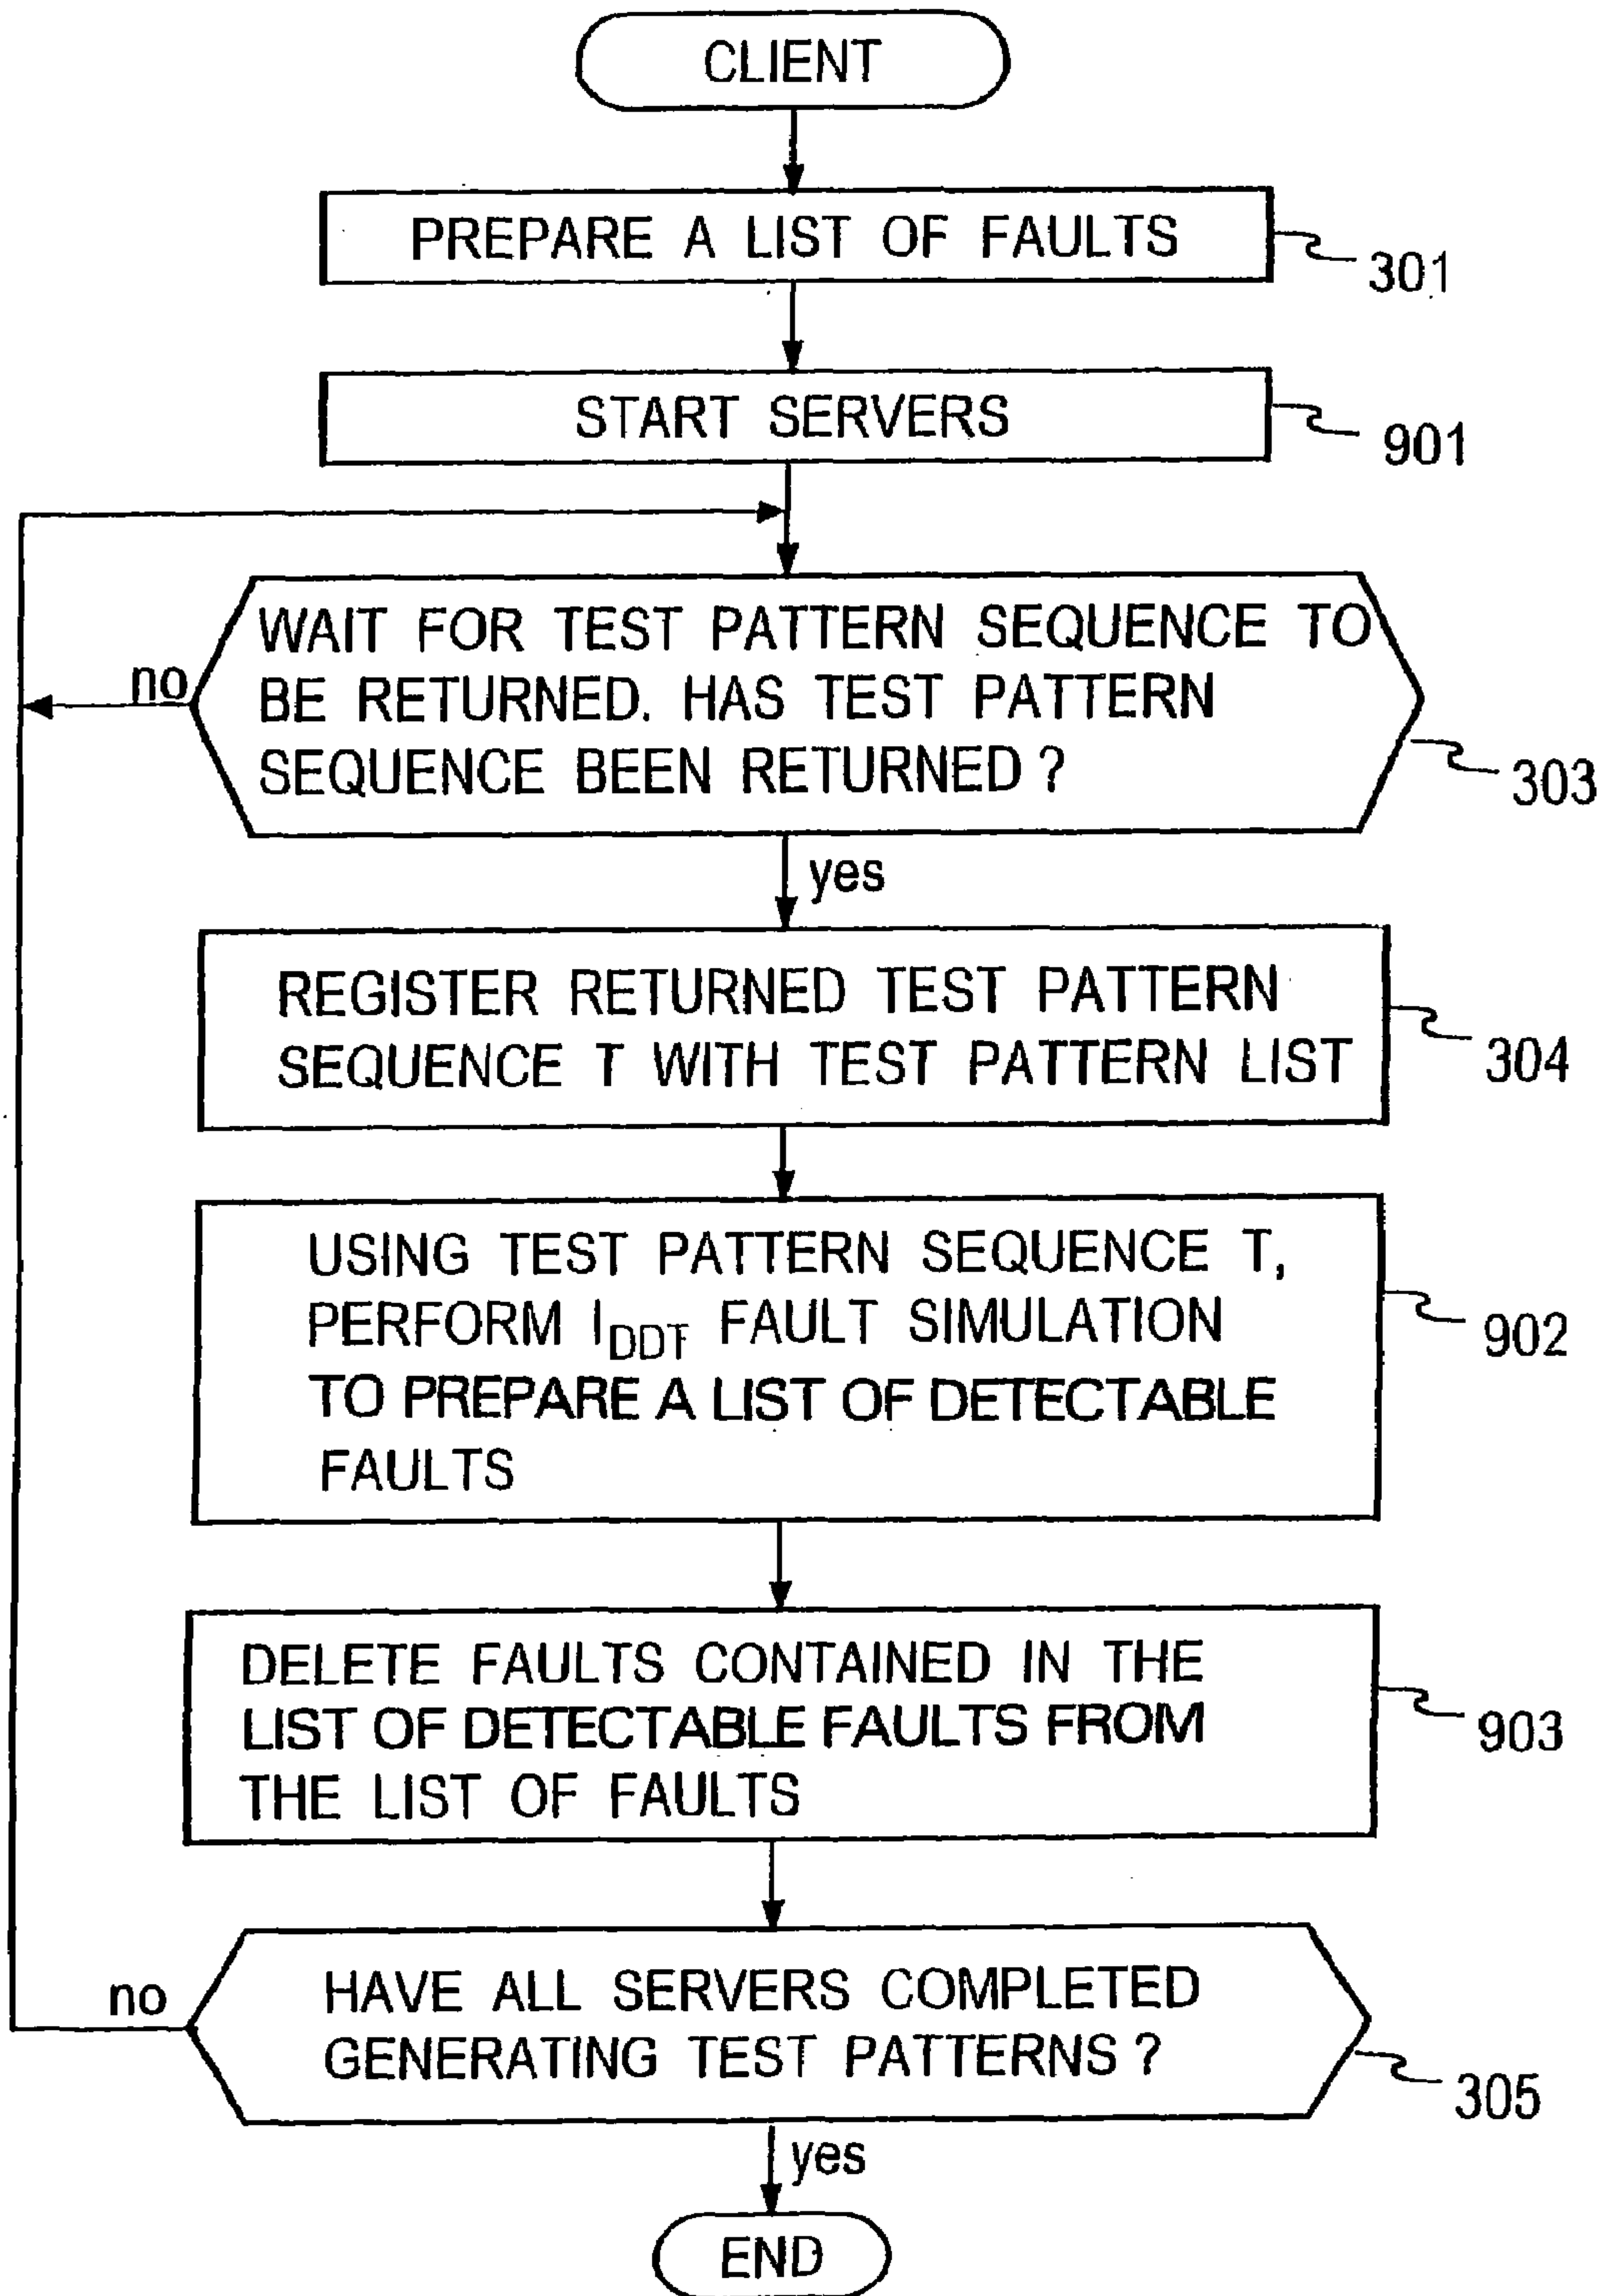 CLIENT
PREPARE A LIST OF FAULTS
301
START SERVERS
901
WAIT FOR TEST PATTERN SEQUENCE TO
BE RETURNED. HAS TEST PATTERN
SEQUENCE BEEN RETURNED ?
no
303
yes
REGISTER RETURNED TEST PATTERN
SEQUENCE T WITH TEST PATTERN LIST
304
USING TEST PATTERN SEQUENCE T,
PERFORM IDDT FAULT SIMULATION
TO PREPARE A LIST OF DETECTABLE
FAULTS
902
DELETE FAULTS CONTAINED IN THE
LIST OF DETECTABLE FAULTS FROM
THE LIST OF FAULTS
903
no
HAVE ALL SERVERS COMPLETED
GENERATING TEST PATTERNS ?
305
yes
END